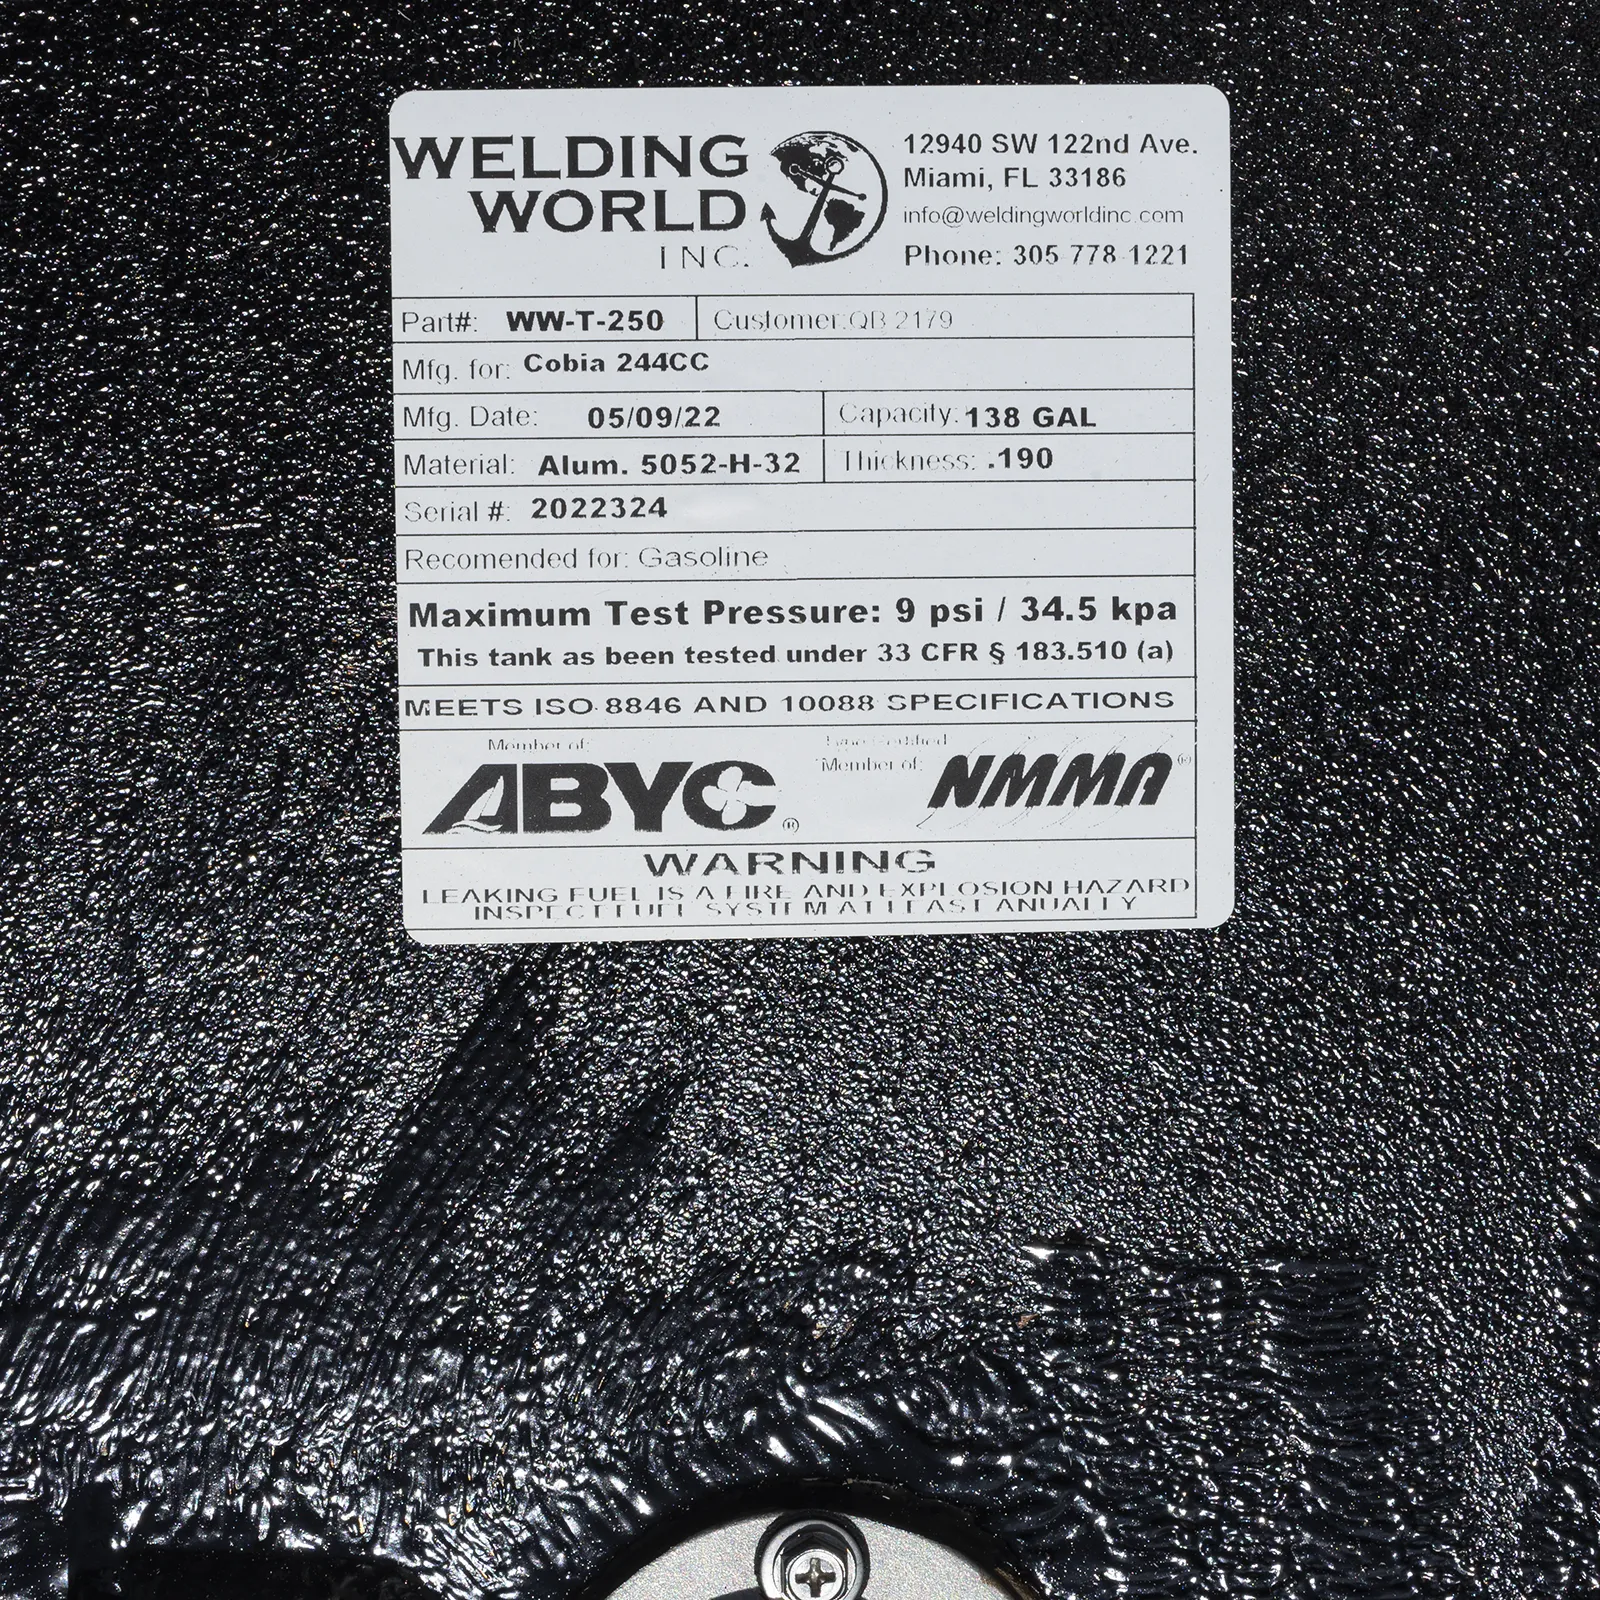 WELDING
WORLD
INC.
12940 SW 122nd Ave.
Miami, FL 33186
info@weldingworldinc.com
Phone: 305 778 1221
Part#: WW-T-250 Customer:QB 2179
Mfg. for: Cobia 244CC
Mfg. Date: 05/09/22 Capacity: 138 GAL
Material: Alum. 5052-H-32 Thickness: .190
Serial #: 2022324
Recomended for: Gasoline
Maximum Test Pressure: 9 psi / 34.5 kpa
This tank as been tested under 33 CFR § 183.510 (a)
MEETS ISO 8846 AND 10088 SPECIFICATIONS
Member of:
ABYC®
Type Certified
Member of:
NMMA®
WARNING
LEAKING FUEL IS A FIRE AND EXPLOSION HAZARD
INSPECT FUEL SYSTEM AT LEAST ANUALLY